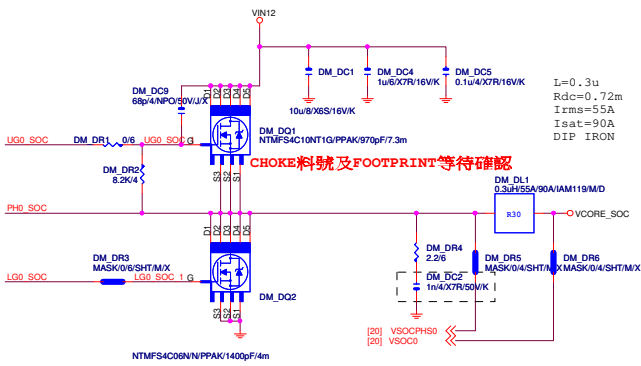 VIN12
DM_DC9
68p/4/NPO/50V/J/X
D1
D2
D3
D4
D5
DM_DC1
10u/8/X6S/16V/K
DM_DC4
1u/6/X7R/16V/K
DM_DC5
0.1u/4/X7R/16V/K
L=0.3u
Rdc=0.72m
Irms=55A
Isat=90A
DIP IRON
UG0_SOC
DM_DR1
0/6
UG0_SOC
G
DM_DQ1
NTMFS4C10NT1G/PPAK/970pF/7.3m
CHOKE料號及FOOTPRINT等待確認
DM_DR2
8.2K/4
S3
S2
S1
DM_DL1
0.3uH/55A/90A/IAM119/M/D
R30
PH0_SOC
VCORE_SOC
D1
D2
D3
D4
D5
DM_DR3
MASK/0/6/SHT/M/X
LG0_SOC
LG0_SOC_1
G
DM_DQ2
S3
S2
S1
NTMFS4C06N/N/PPAK/1400pF/4m
DM_DR4
2.2/6
DM_DC2
1n/4/X7R/50V/K
DM_DR5
MASK/0/4/SHT/M/X
DM_DR6
MASK/0/4/SHT/M/X
[20] VSOCPHS0
[20] VSOC0